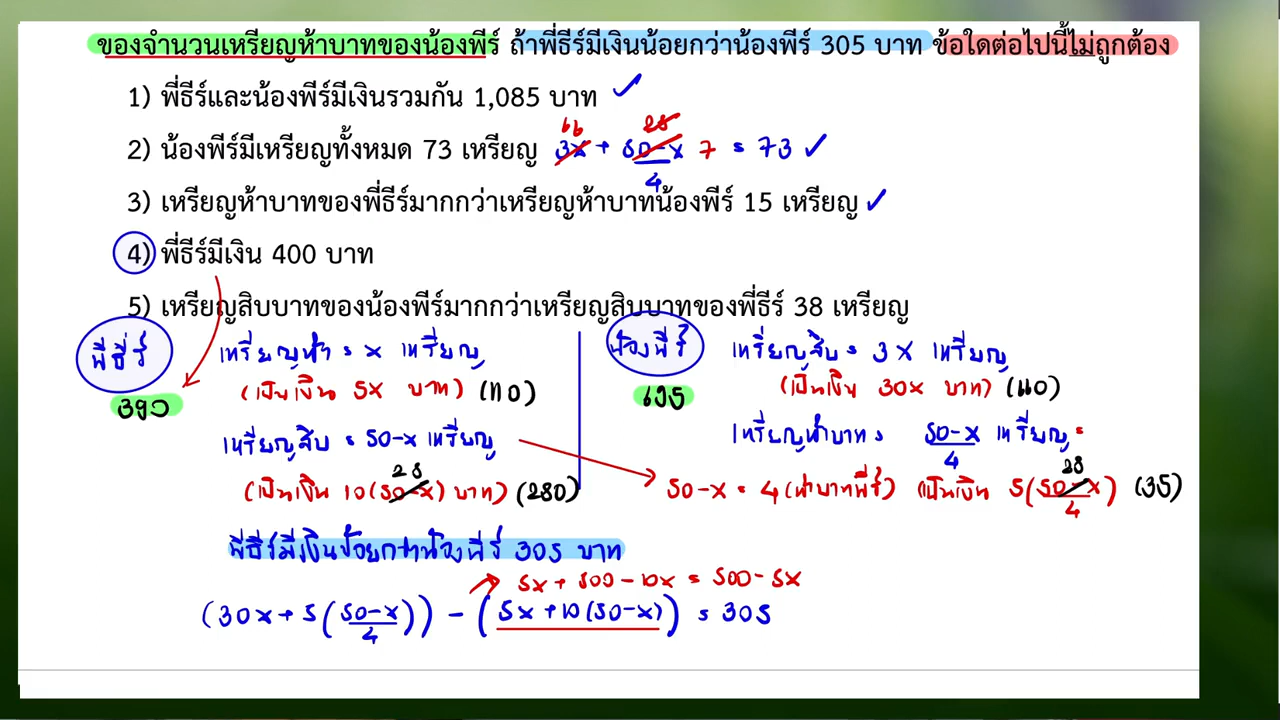 ของจำนวนเหรียญห้าบาทของน้องพีร์ ถ้าพี่ธีร์มีเงินน้อยกว่าน้องพีร์ 305 บาท ข้อใดต่อไปนี้ไม่ถูกต้อง
1) พี่ธีร์และน้องพีร์มีเงินรวมกัน 1,085 บาท ✓
66 28
2) น้องพีร์มีเหรียญทั้งหมด 73 เหรียญ 3x + 50-x/4 7 = 73 ✓
3) เหรียญห้าบาทของพี่ธีร์มากกว่าเหรียญห้าบาทน้องพีร์ 15 เหรียญ ✓
4) พี่ธีร์มีเงิน 400 บาท
5) เหรียญสิบบาทของน้องพีร์มากกว่าเหรียญสิบบาทของพี่ธีร์ 38 เหรียญ
พี่ธีร์ เหรียญห้า = x เหรียญ
(เป็นเงิน 5x บาท) (110)
390
เหรียญสิบ = 50-x เหรียญ
28
(เป็นเงิน 10(50-x) บาท) (280)
น้องพีร์ เหรียญสิบ = 3x เหรียญ
(เป็นเงิน 30x บาท)
695
เหรียญห้าบาท = 50-x/4 เหรียญ
28
50-x = 4(ห้าบาทพีร์) เป็นเงิน 5(50-x/4) (35)
พี่ธีร์มีเงินน้อยกว่าน้องพีร์ 305 บาท
5x + 500 - 10x = 500 - 5x
(30x + 5(50-x/4)) - (5x + 10(50-x)) = 305